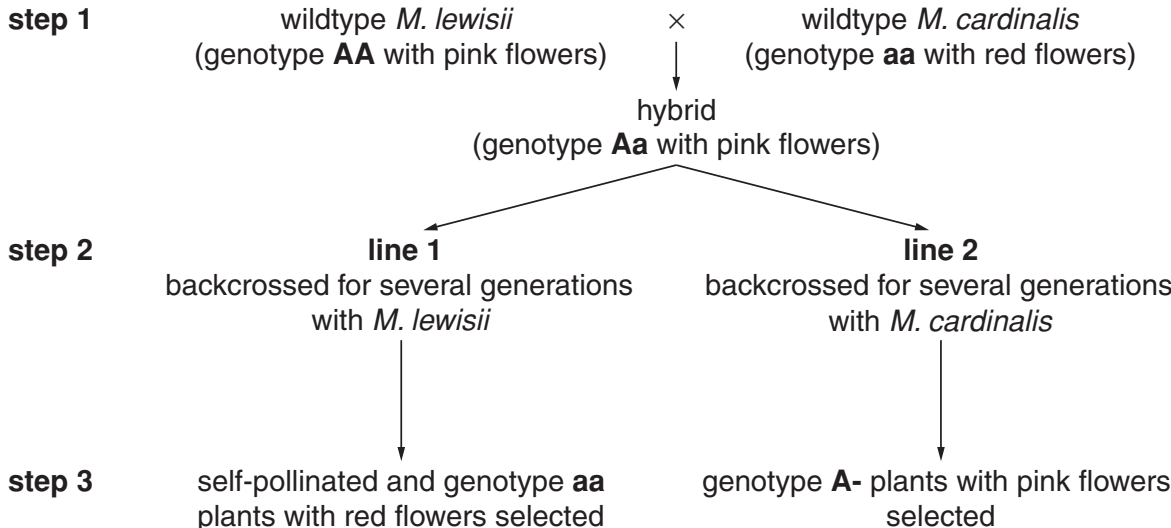 step 1 wildtype M. lewisii × wildtype M. cardinalis
(genotype AA with pink flowers) (genotype aa with red flowers)
hybrid
(genotype Aa with pink flowers)
step 2 line 1 line 2
backcrossed for several generations backcrossed for several generations
with M. lewisii with M. cardinalis
step 3 self-pollinated and genotype aa genotype A- plants with pink flowers
plants with red flowers selected selected